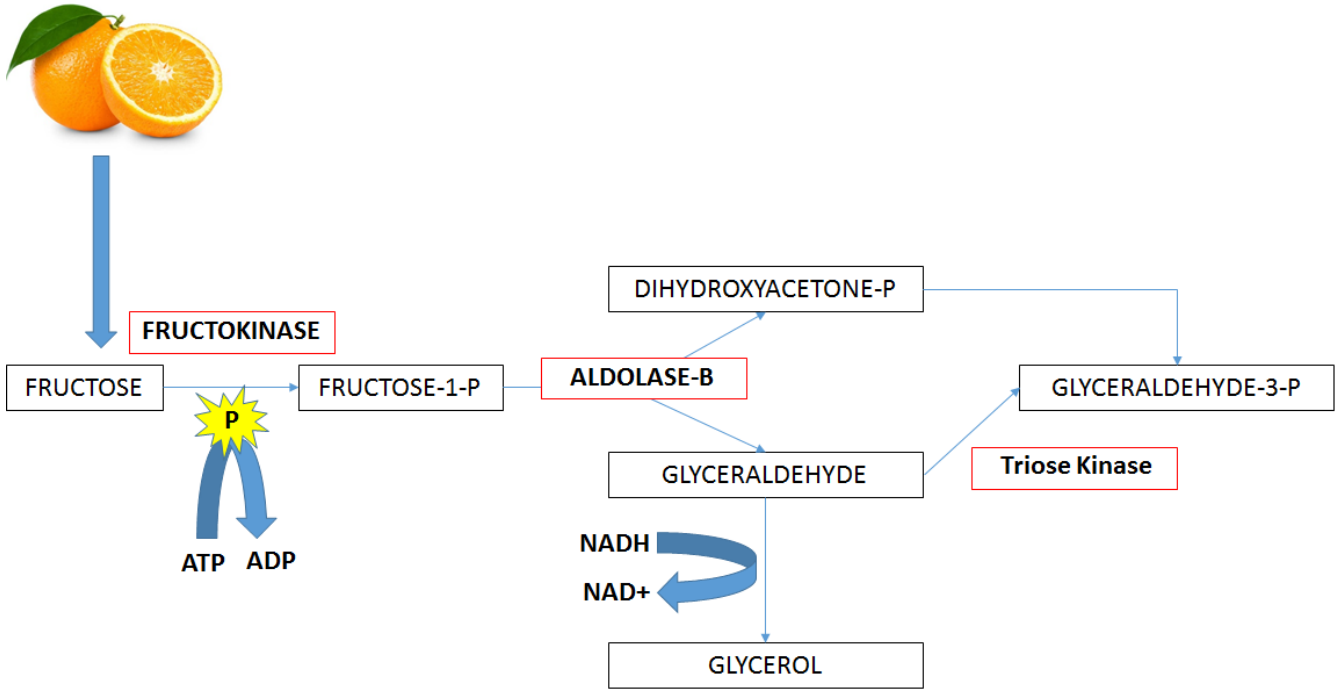 FRUCTOKINASE
FRUCTOSE
FRUCTOSE-1-P
P
ATP
ADP
ALDOLASE-B
DIHYDROXYACETONE-P
GLYCERALDEHYDE
GLYCERALDEHYDE-3-P
Triose Kinase
NADH
NAD+
GLYCEROL